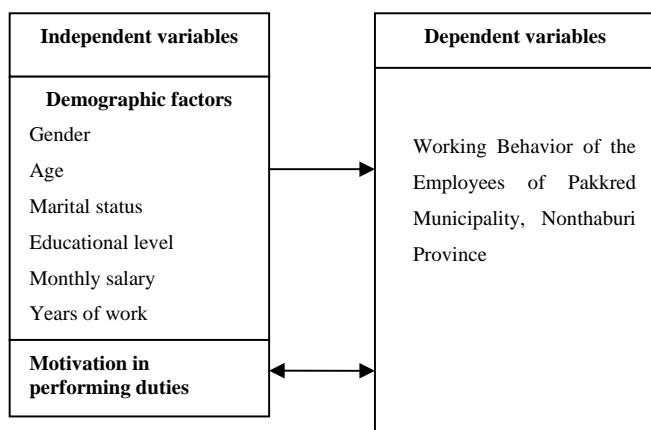 Independent variables
Demographic factors
Gender
Age
Marital status
Educational level
Monthly salary
Years of work
Motivation in
performing duties
Dependent variables
Working Behavior of the
Employees of Pakkred
Municipality, Nonthaburi
Province